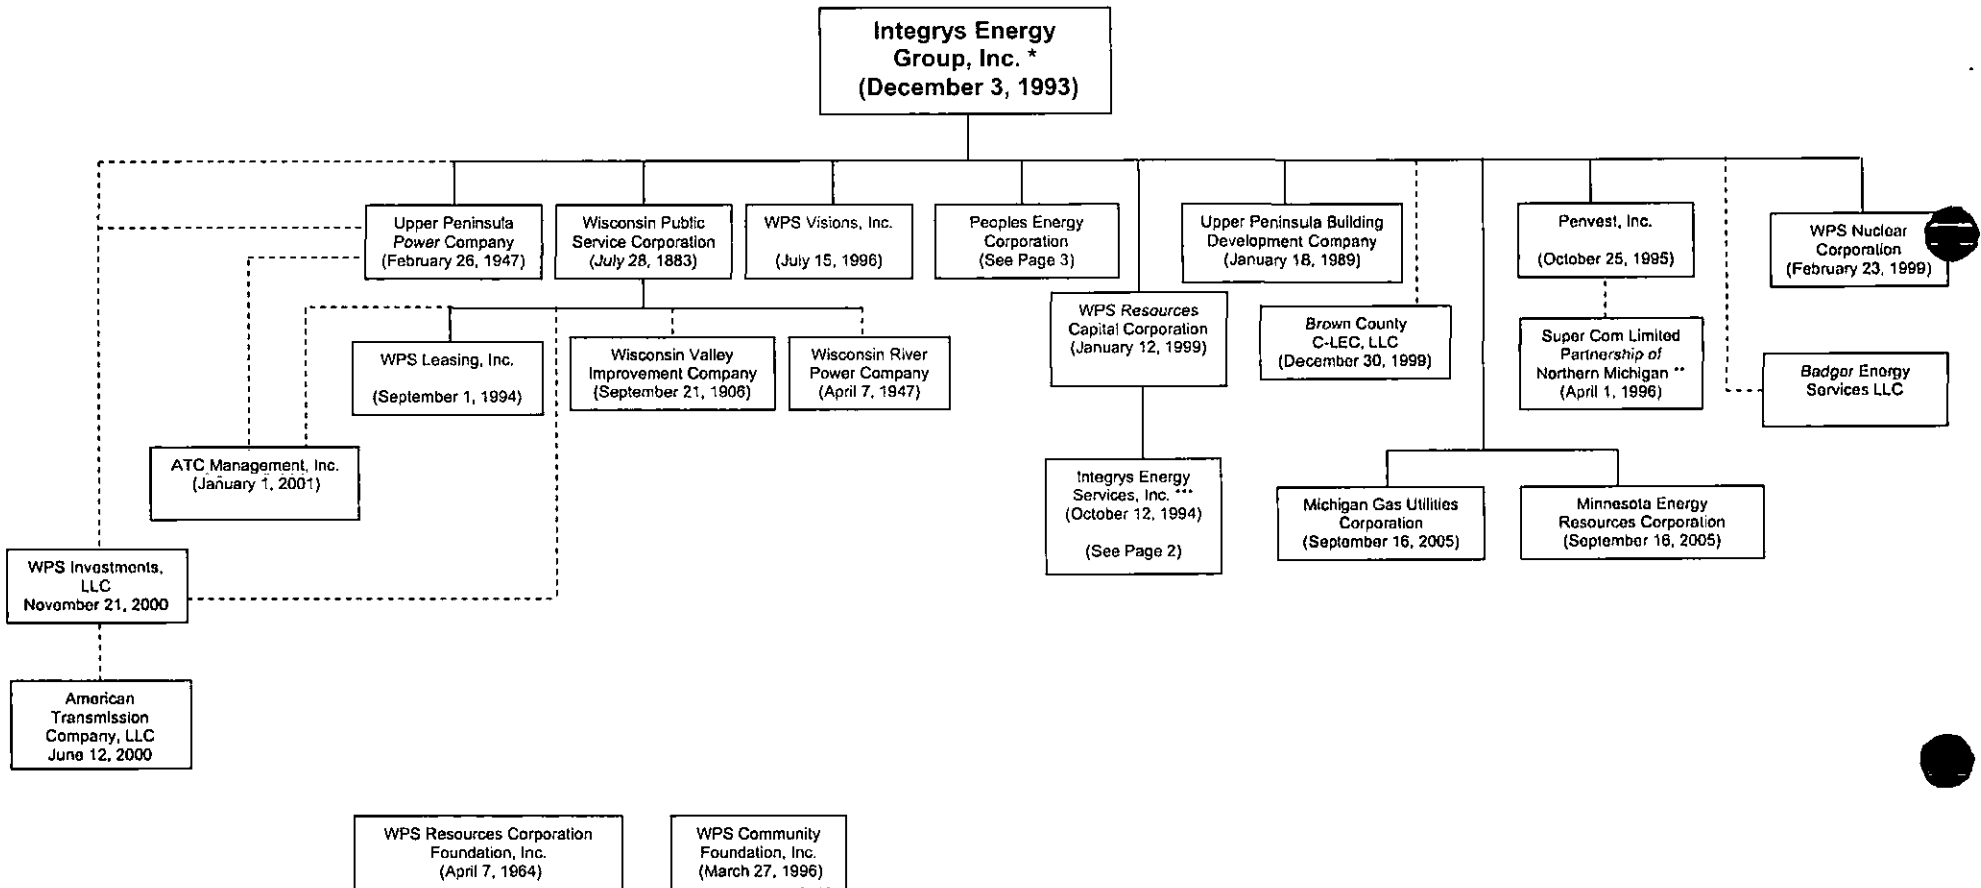 Integrys Energy
Group, Inc. *
(December 3, 1993)
Upper Peninsula
Power Company
(February 26, 1947)
Wisconsin Public
Service Corporation
(July 28, 1883)
WPS Visions, Inc.
(July 15, 1996)
Peoples Energy
Corporation
(See Page 3)
Upper Peninsula Building
Development Company
(January 18, 1989)
Penvest, Inc.
(October 25, 1995)
WPS Nuclear
Corporation
(February 23, 1999)
WPS Resources
Capital Corporation
(January 12, 1999)
Brown County
C-LEC, LLC
(December 30, 1999)
Super Com Limited
Partnership of
Northern Michigan **
(April 1, 1996)
Badger Energy
Services LLC
WPS Leasing, Inc.
(September 1, 1994)
Wisconsin Valley
Improvement Company
(September 21, 1906)
Wisconsin River
Power Company
(April 7, 1947)
ATC Management, Inc.
(January 1, 2001)
Integrys Energy
Services, Inc. ***
(October 12, 1994)
(See Page 2)
Michigan Gas Utilities
Corporation
(September 16, 2005)
Minnesota Energy
Resources Corporation
(September 16, 2005)
WPS Investments,
LLC
November 21, 2000
American
Transmission
Company, LLC
June 12, 2000
WPS Resources Corporation
Foundation, Inc.
(April 7, 1964)
WPS Community
Foundation, Inc.
(March 27, 1996)